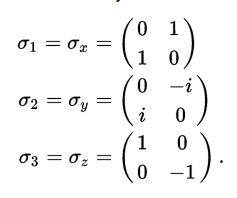 σ₁ = σₓ = ( 0 1
1 0 )
σ₂ = σᵧ = ( 0 −i
i 0 )
σ₃ = σ_z = ( 1 0
0 −1 ) .